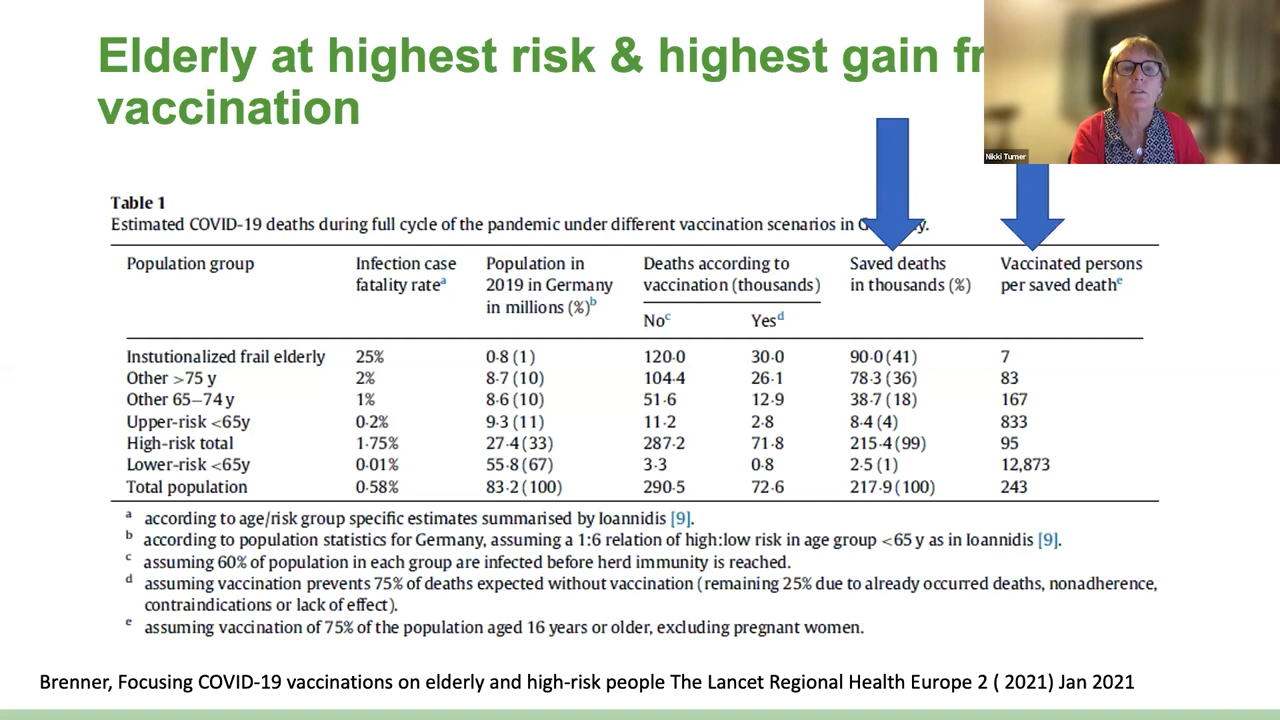 Elderly at highest risk & highest gain fr
vaccination
Nikki Turner
Table 1
Estimated COVID-19 deaths during full cycle of the pandemic under different vaccination scenarios in G y.
Population group Infection case fatality rateᵃ Population in 2019 in Germany in millions (%)ᵇ Deaths according to vaccination (thousands) Saved deaths in thousands (%) Vaccinated persons per saved deathᵉ
Noᶜ Yesᵈ
Instutionalized frail elderly 25% 0·8 (1) 120·0 30·0 90·0 (41) 7
Other >75 y 2% 8·7 (10) 104·4 26·1 78·3 (36) 83
Other 65–74 y 1% 8·6 (10) 51·6 12·9 38·7 (18) 167
Upper-risk <65y 0·2% 9·3 (11) 11·2 2·8 8·4 (4) 833
High-risk total 1·75% 27·4 (33) 287·2 71·8 215·4 (99) 95
Lower-risk <65y 0·01% 55·8 (67) 3·3 0·8 2·5 (1) 12,873
Total population 0·58% 83·2 (100) 290·5 72·6 217·9 (100) 243
ᵃ according to age/risk group specific estimates summarised by Ioannidis [9].
ᵇ according to population statistics for Germany, assuming a 1:6 relation of high:low risk in age group <65 y as in Ioannidis [9].
ᶜ assuming 60% of population in each group are infected before herd immunity is reached.
ᵈ assuming vaccination prevents 75% of deaths expected without vaccination (remaining 25% due to already occurred deaths, nonadherence,
contraindications or lack of effect).
ᵉ assuming vaccination of 75% of the population aged 16 years or older, excluding pregnant women.
Brenner, Focusing COVID-19 vaccinations on elderly and high-risk people The Lancet Regional Health Europe 2 ( 2021) Jan 2021